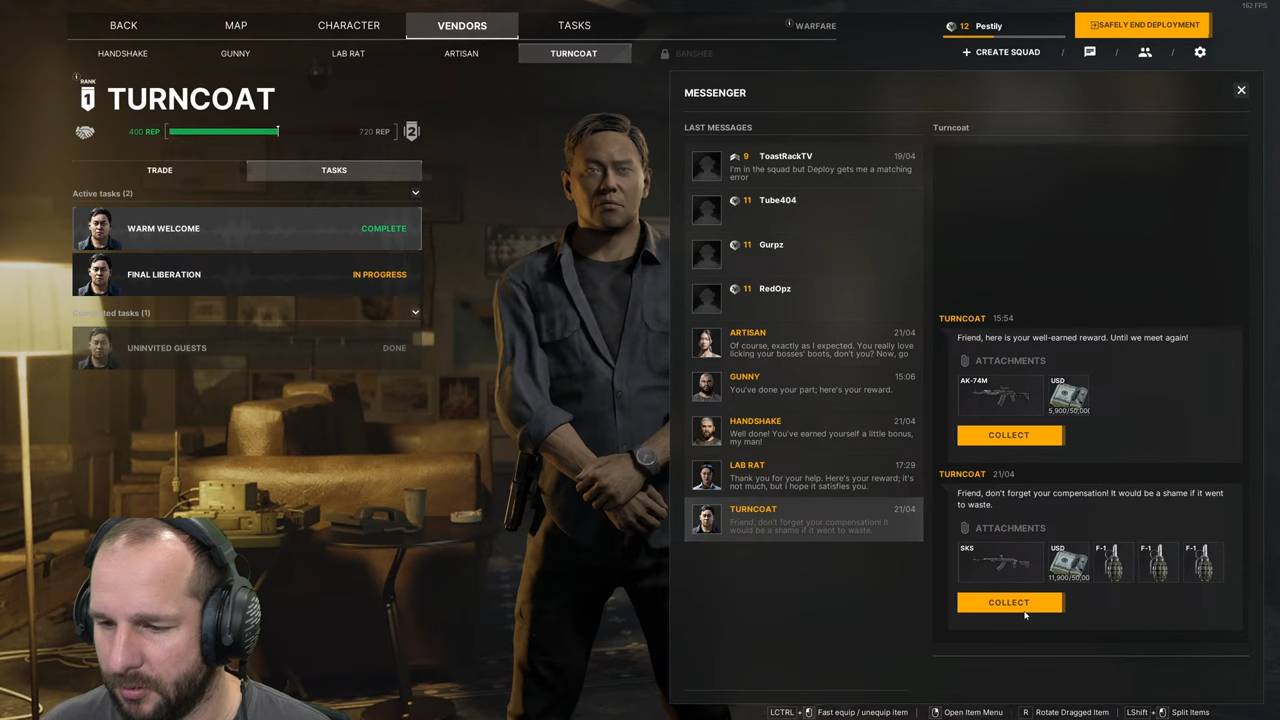 162 FPS
BACK
MAP
CHARACTER
VENDORS
TASKS
WARFARE
12 Pestily
SAFELY END DEPLOYMENT
HANDSHAKE
GUNNY
LAB RAT
ARTISAN
TURNCOAT
BANSHEE
+ CREATE SQUAD
RANK
1
TURNCOAT
400 REP
720 REP
2
TRADE
TASKS
Active tasks (2)
WARM WELCOME
COMPLETE
FINAL LIBERATION
IN PROGRESS
Completed tasks (1)
UNINVITED GUESTS
DONE
MESSENGER
LAST MESSAGES
9 ToastRackTV
19/04
I'm in the squad but Deploy gets me a matching
error
11 Tube404
11 Gurpz
11 RedOpz
ARTISAN
21/04
Of course, exactly as I expected. You really love
licking your bosses' boots, don't you? Now, go
GUNNY
15:06
You've done your part; here's your reward.
HANDSHAKE
21/04
Well done! You've earned yourself a little bonus,
my man!
LAB RAT
17:29
Thank you for your help. Here's your reward; it's
not much, but I hope it satisfies you.
TURNCOAT
21/04
Friend, don't forget your compensation! It
would be a shame if it went to waste.
Turncoat
TURNCOAT 15:54
Friend, here is your well-earned reward. Until we meet again!
ATTACHMENTS
AK-74M
USD
5,900/50,00(
COLLECT
TURNCOAT 21/04
Friend, don't forget your compensation! It would be a shame if it went
to waste.
ATTACHMENTS
SKS
USD
11,900/50,00
F-1
F-1
F-1
COLLECT
LCTRL + Fast equip / unequip item
Open Item Menu
R Rotate Dragged Item
LShift + Split Items